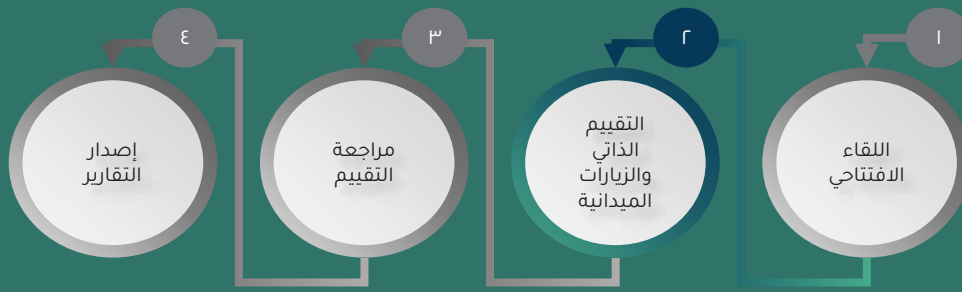 ١
اللقاء
الافتتاحي
٢
التقييم
الذاتي
والزيارات
الميدانية
٣
مراجعة
التقييم
٤
إصدار
التقارير